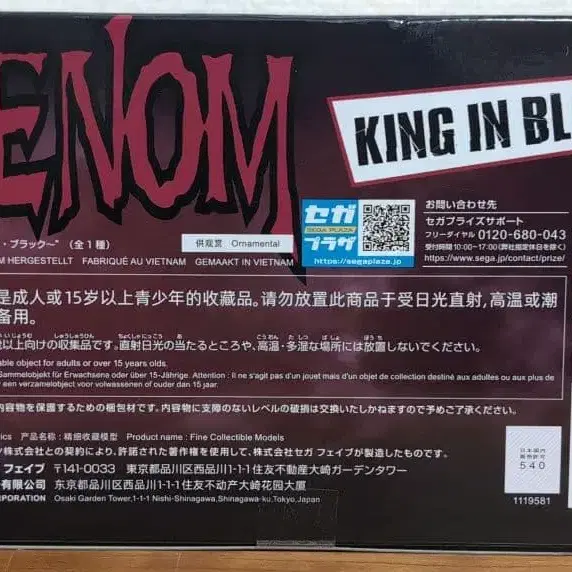 ENOM
KING IN BL
・ブラック～" (全1種)
供观赏 Ornamental
セガ
SEGA PLAZA
プラザ
https://segaplaza.jp/
お問い合わせ先
セガプライズサポート
フリーダイヤル 0120-680-043
受付時間10:00～17:00(弊社指定休日を除く)
https://www.sega.jp/contact/prize/
M HERGESTELLT FABRIQUÉ AU VIETNAM GEMAAKT IN VIETNAM
是成人或15岁以上青少年的收藏品。请勿放置此商品于受日光直射,高温或潮
备用。
以上向けの収集品です。直射日光の当たるところや、高温・多湿な場所には放置しないでください。
able object for adults or over 15 years olds.
Sammelobjekt für Erwachsena oder über 15-Jährige. Attention : Il ne s'agit pas d'un jouet mais d'un objet de collection destiné aux adultes ou aux plus de
r een verzamelobject voor volwassenen of ouder dan 15 jaar.
内容物を保護するための梱包材です。内容物に支障のないレベルの破損は交換いたしかねますので予めご了承ください。
ics 产品名称:精细收藏模型 Product name : Fine Collectible Models
ン株式会社との契約により、許諾された著作権を使用して、株式会社セガ フェイブが製造したものです。
フェイブ 〒141-0033 東京都品川区西品川1-1-1住友不動産大崎ガーデンタワー
有限公司 东京都品川区西品川1-1-1住友不动产大崎花园大厦
RPORATION Osaki Garden Tower,1-1-1 Nishi-Shinagawa,Shinagawa-ku,Tokyo,Japan
日本国内
販売許可
540
1119581